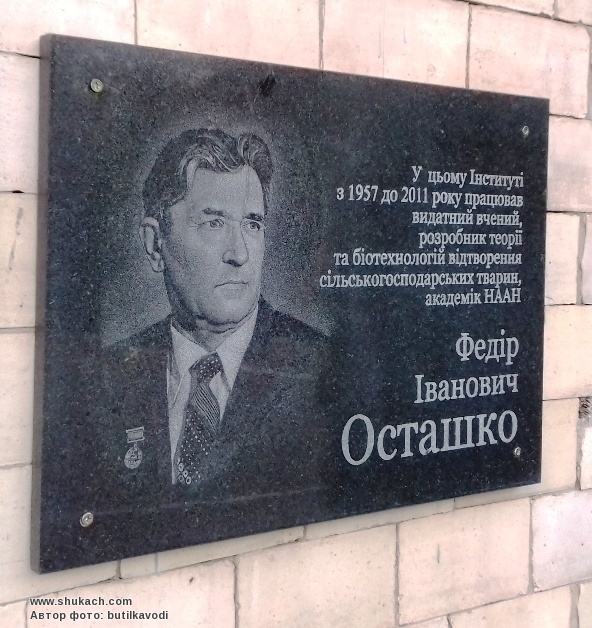 У цьому Інституті
з 1957 до 2011 року працював
видатний вчений,
розробник теорії
та біотехнологій відтворення
сільськогосподарських тварин,
академік НААН
Федір
Іванович
Осташко
www.shukach.com
Автор фото: butilkavodi